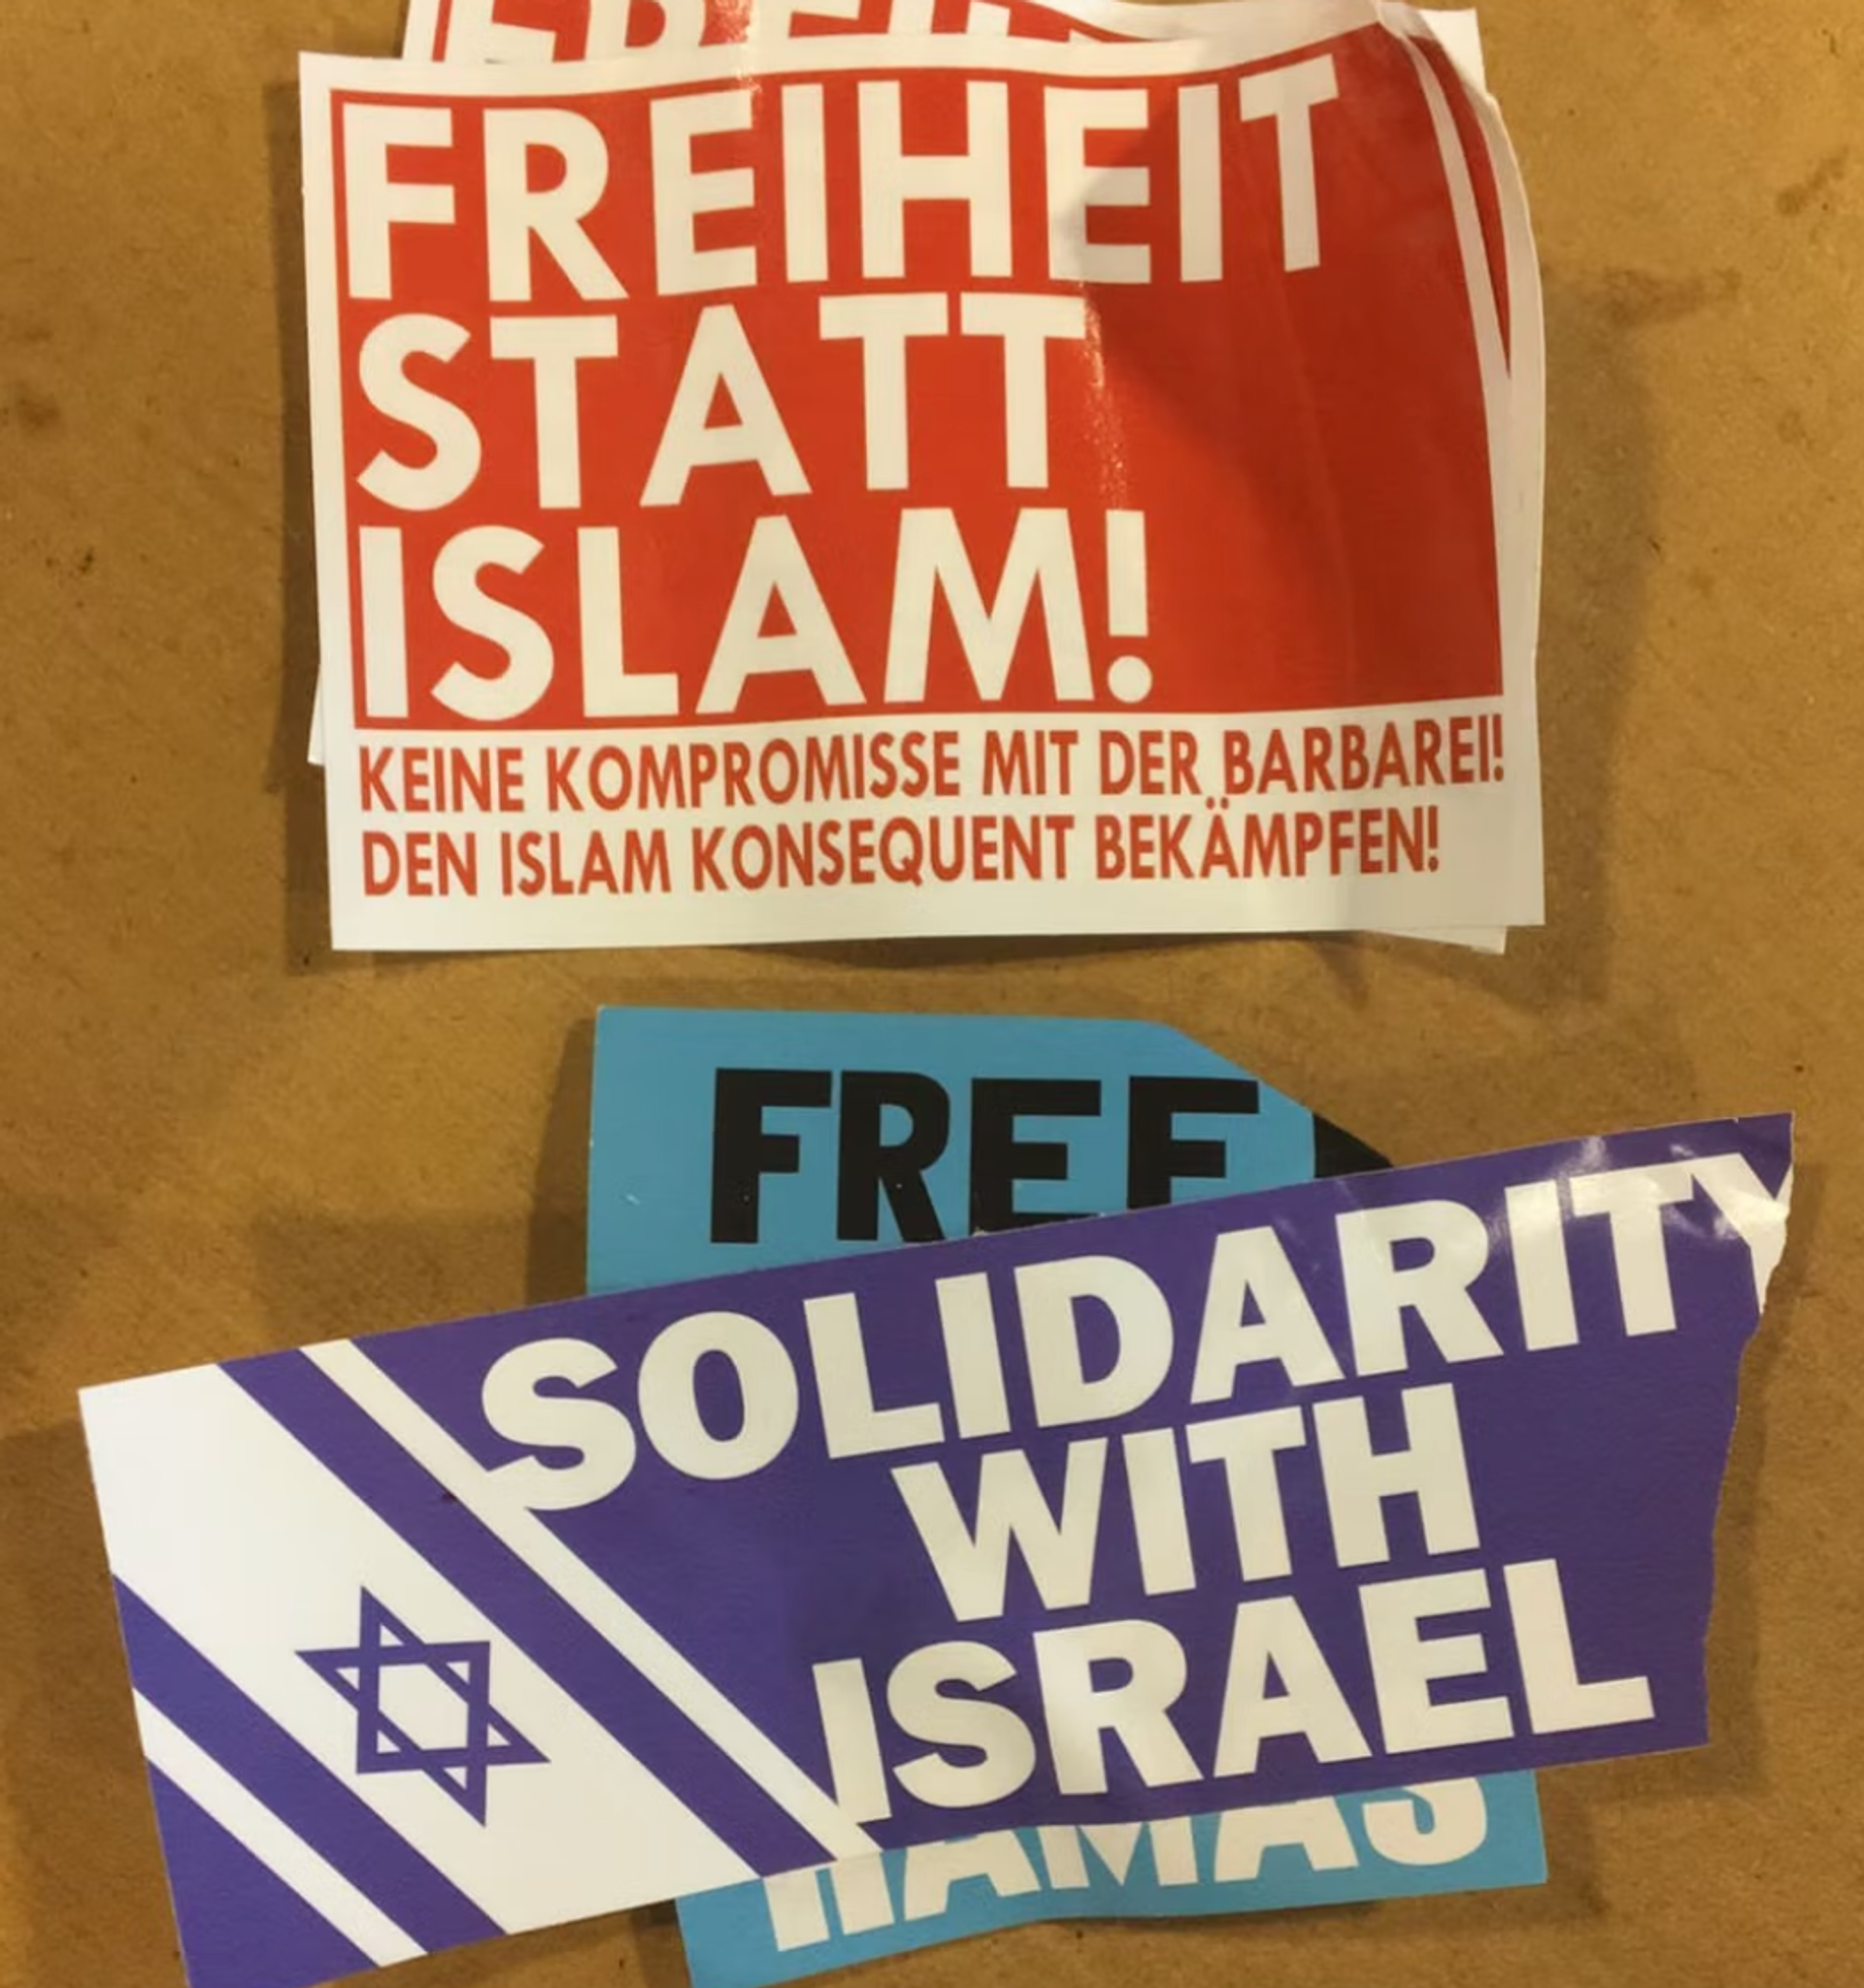 FREIHEIT
STATT
ISLAM!
KEINE KOMPROMISSE MIT DER BARBAREI!
DEN ISLAM KONSEQUENT BEKÄMPFEN!
FREE
SOLIDARITY
WITH
ISRAEL
HAMAS